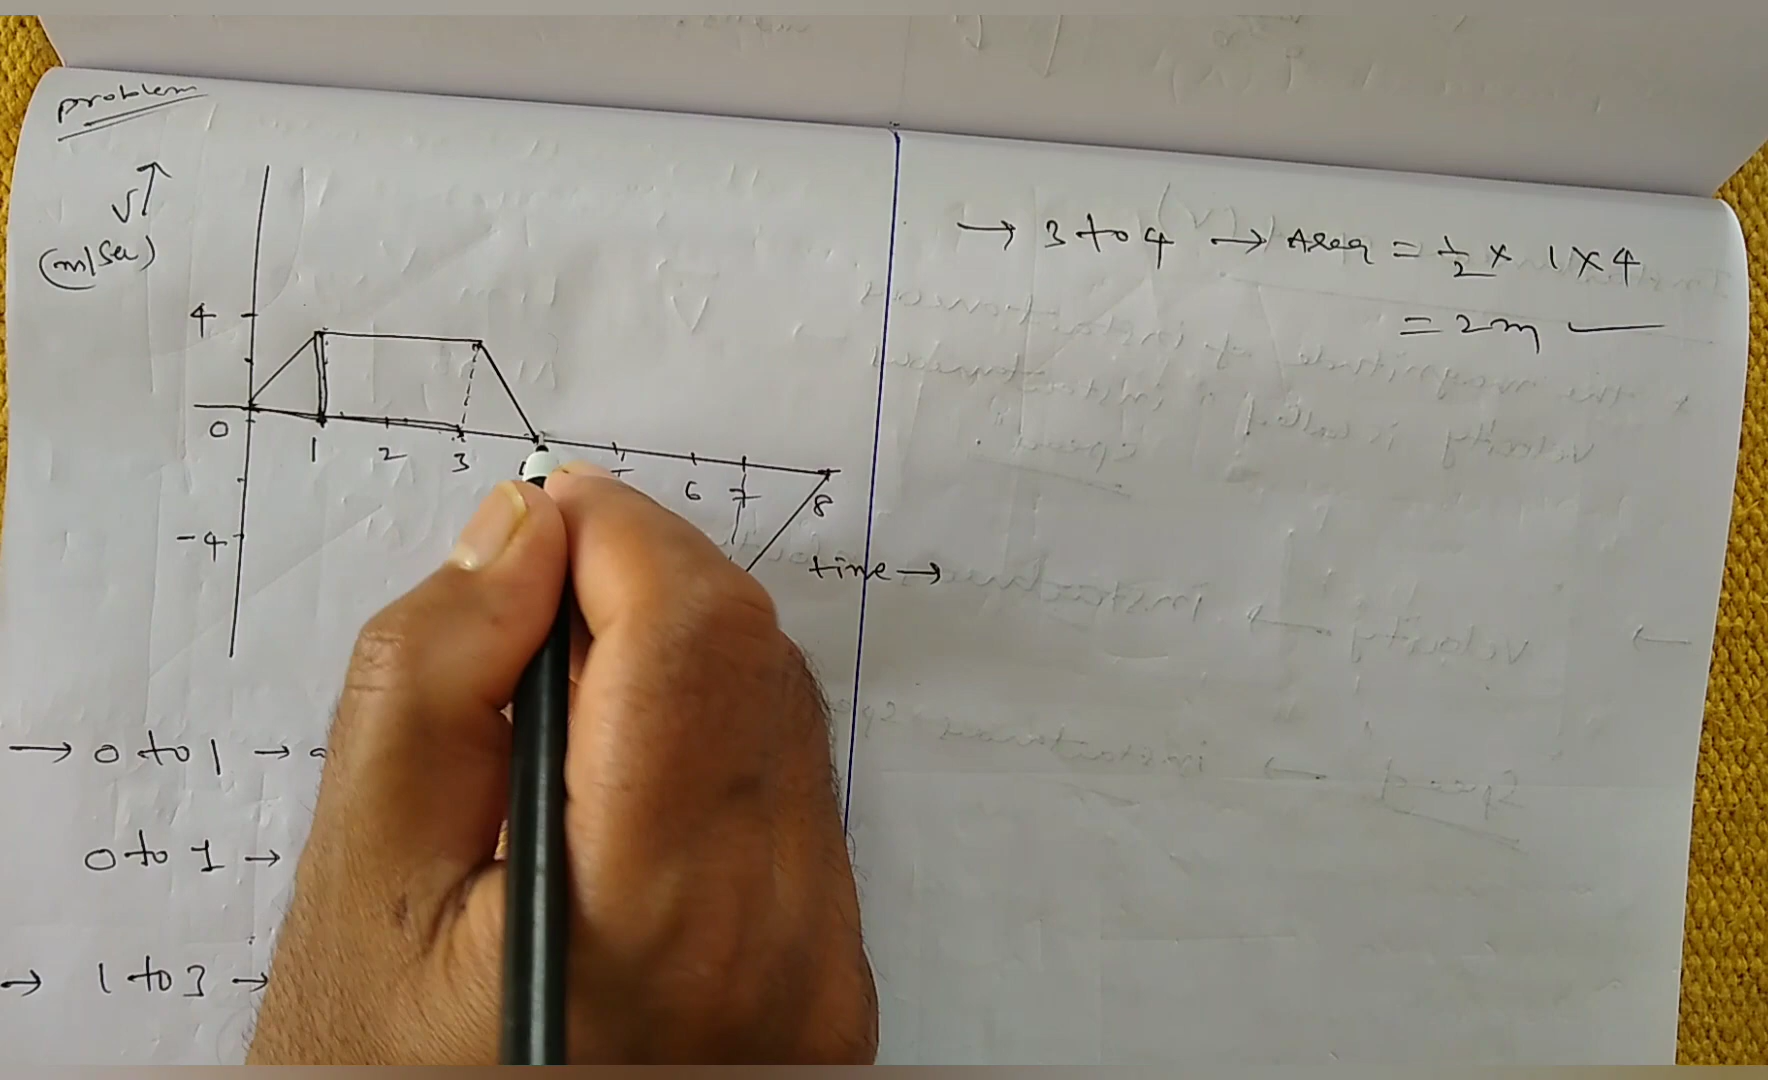 problem
V↑
(m/sec)
4
0 1 2 3 6 7 8
-4
time →
→ 0 to 1 →
0 to 1 →
→ 1 to 3 →
→ 3 to 4 → Area = 1/2 × 1 × 4
= 2m